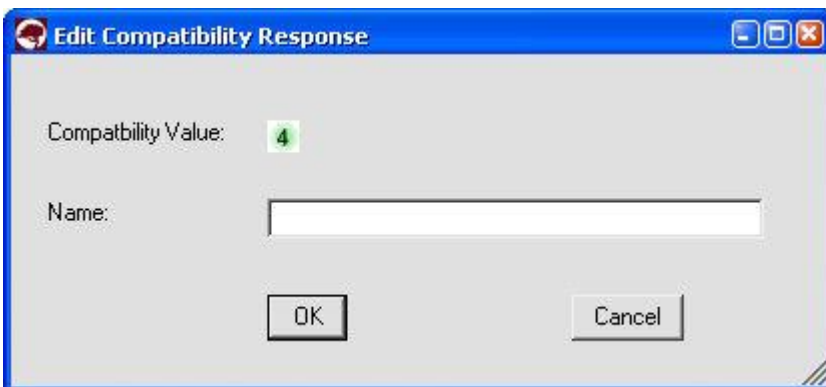 Edit Compatibility Response
Compatbility Value: 4
Name:
OK Cancel